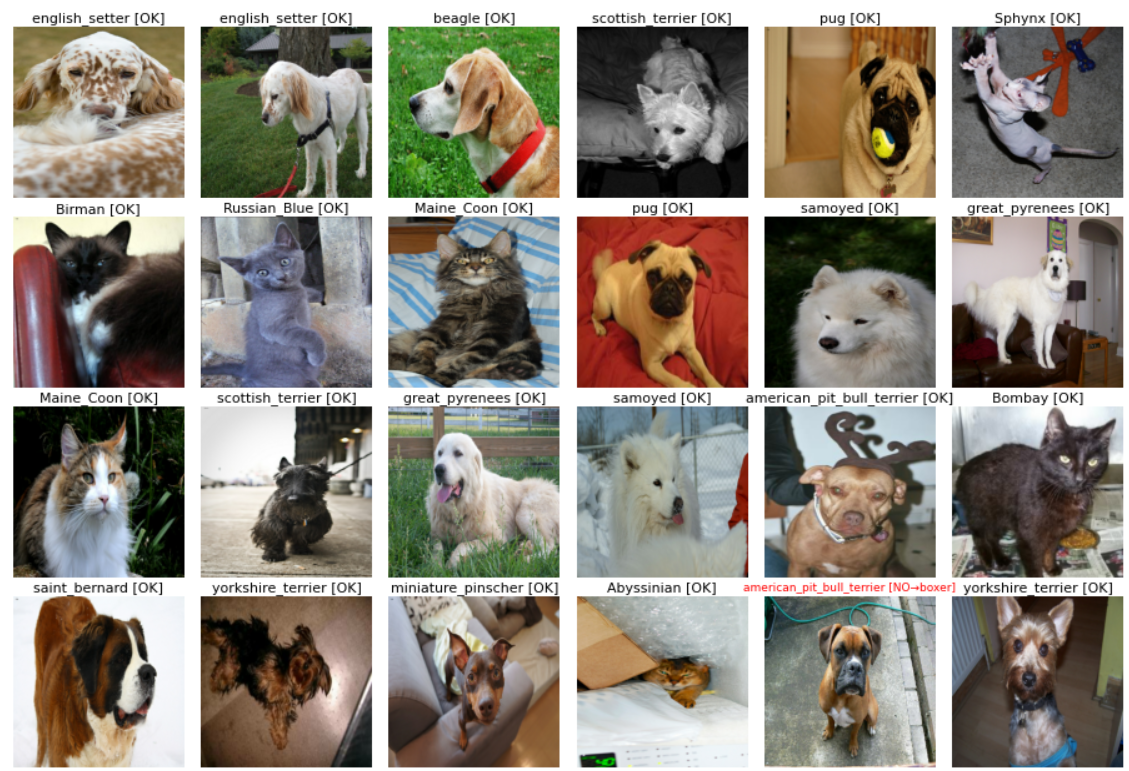 english_setter [OK]
english_setter [OK]
beagle [OK]
scottish_terrier [OK]
pug [OK]
Sphynx [OK]
Birman [OK]
Russian_Blue [OK]
Maine_Coon [OK]
pug [OK]
samoyed [OK]
great_pyrenees [OK]
Maine_Coon [OK]
scottish_terrier [OK]
great_pyrenees [OK]
samoyed [OK]
american_pit_bull_terrier [OK]
Bombay [OK]
saint_bernard [OK]
yorkshire_terrier [OK]
miniature_pinscher [OK]
Abyssinian [OK]
american_pit_bull_terrier [NO→boxer]
yorkshire_terrier [OK]